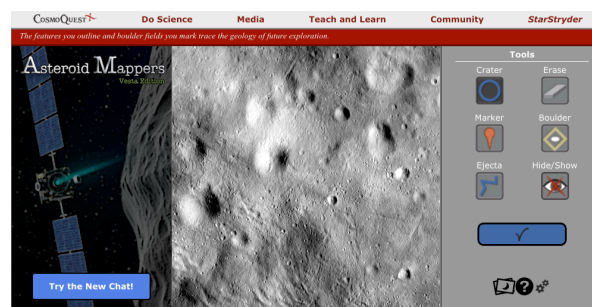 CosmoQuest
Do Science
Media
Teach and Learn
Community
StarStryder
The features you outline and boulder fields you mark trace the geology of future exploration.
Asteroid Mappers
Vesta Edition
Tools
Crater
Erase
Marker
Boulder
Ejecta
Hide/Show
Try the New Chat!